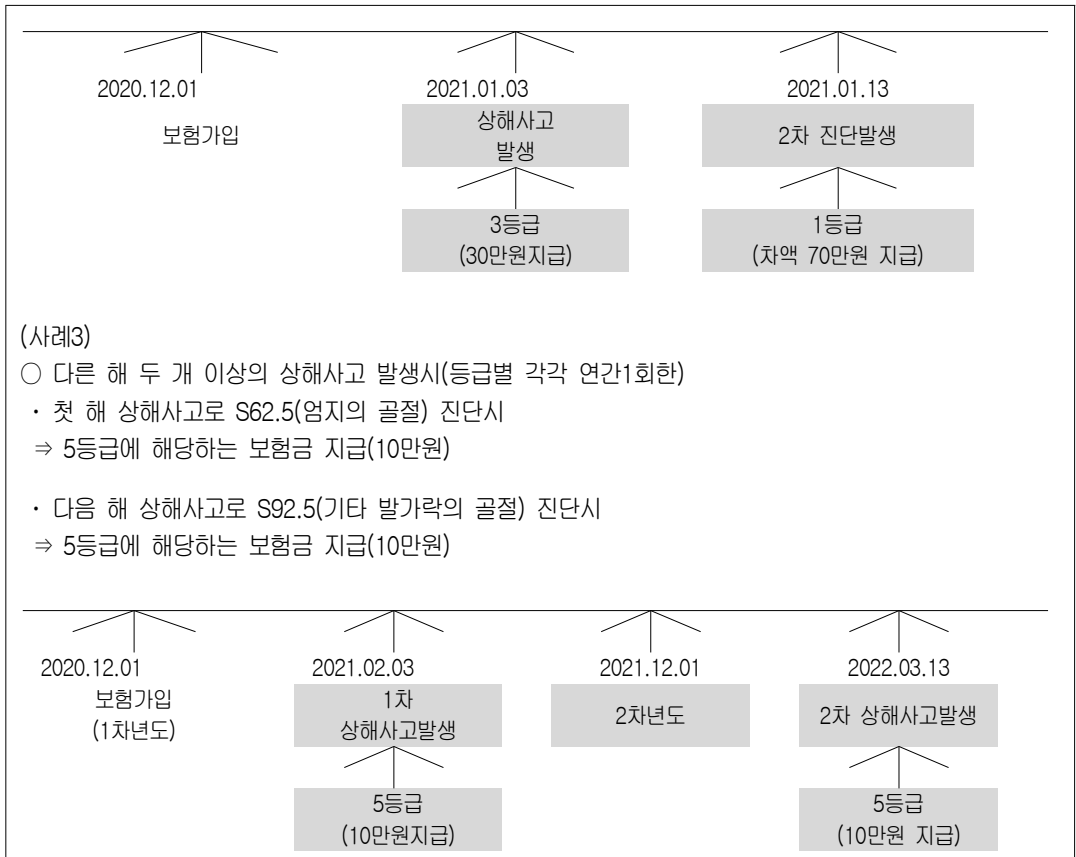 2020.12.01 2021.01.03 2021.01.13
보험가입
상해사고
발생
2차 진단발생
3등급
(30만원지급)
1등급
(차액 70만원 지급)
(사례3)
○ 다른 해 두 개 이상의 상해사고 발생시(등급별 각각 연간1회한)
· 첫 해 상해사고로 S62.5(엄지의 골절) 진단시
⇒ 5등급에 해당하는 보험금 지급(10만원)
· 다음 해 상해사고로 S92.5(기타 발가락의 골절) 진단시
⇒ 5등급에 해당하는 보험금 지급(10만원)
2020.12.01 2021.02.03 2021.12.01 2022.03.13
보험가입
(1차년도)
1차
상해사고발생
2차년도
2차 상해사고발생
5등급
(10만원지급)
5등급
(10만원 지급)